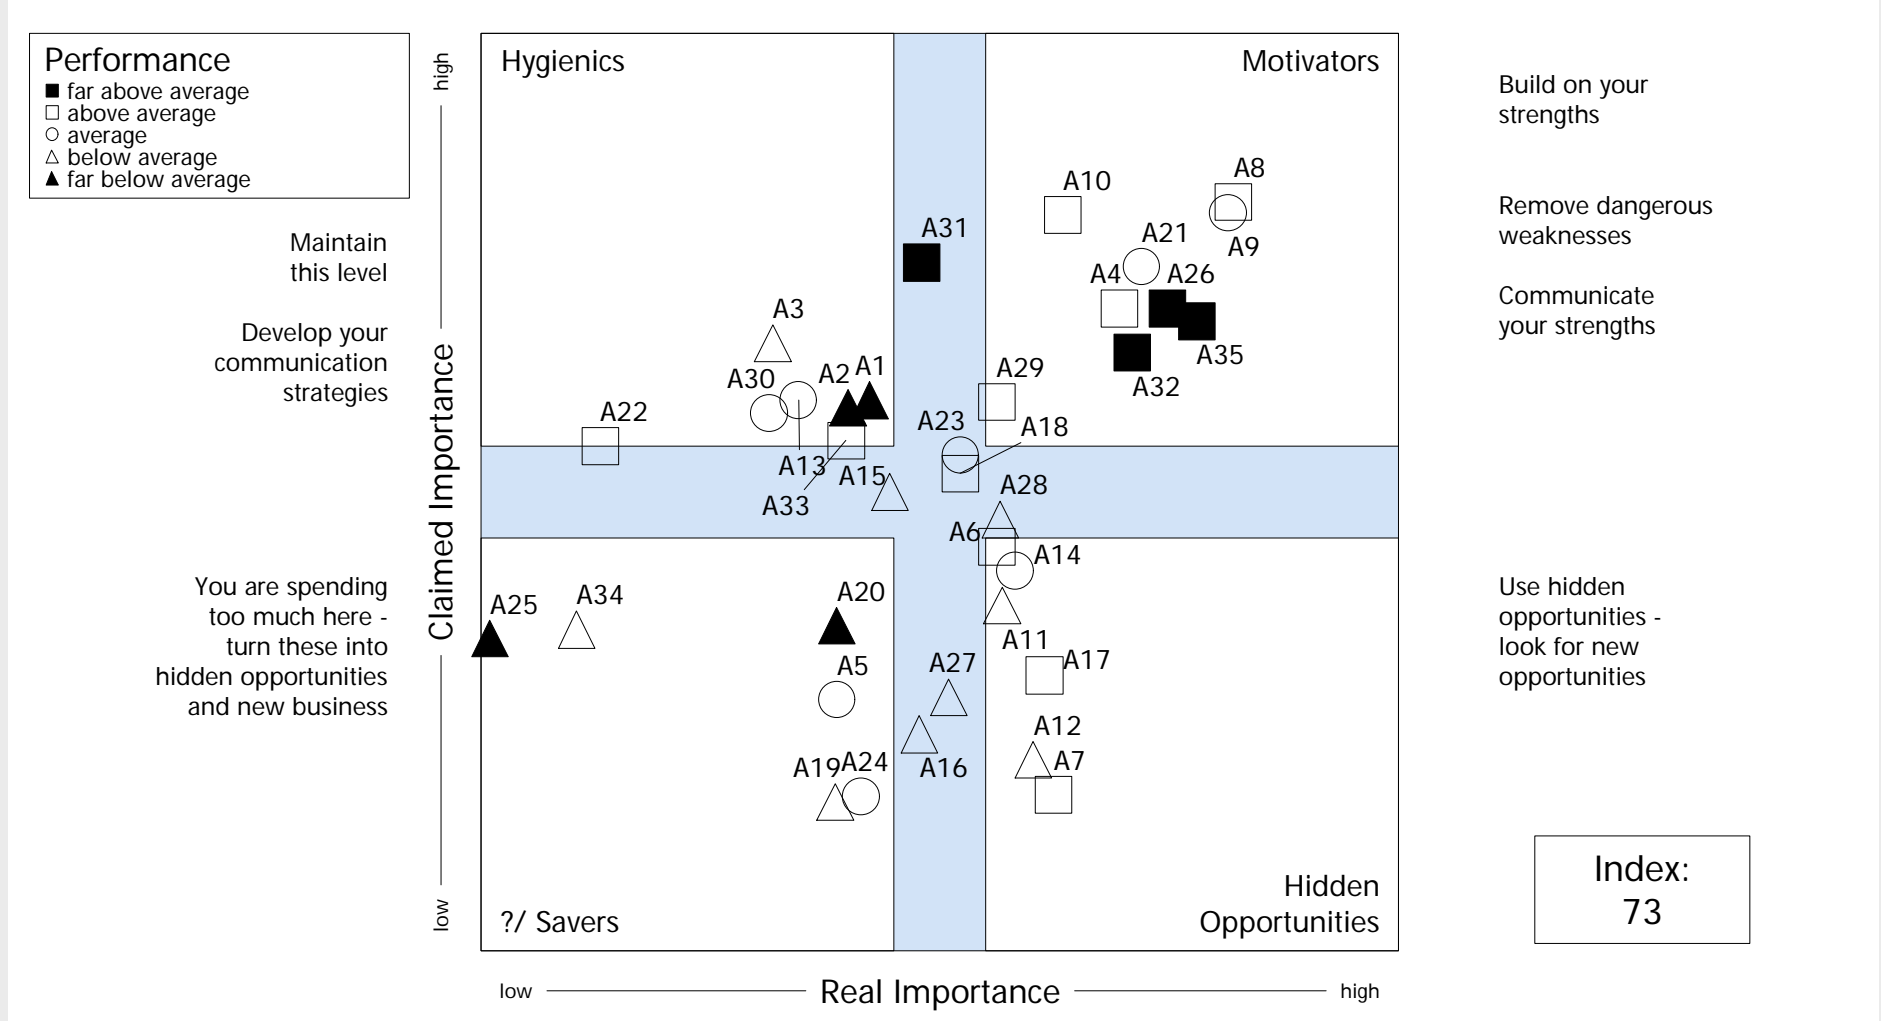 Performance
far above average
above average
average
below average
far below average
Maintain
this level
Develop your
communication
strategies
You are spending
too much here -
turn these into
hidden opportunities
and new business
high
Claimed Importance
low
Hygienics
Motivators
A8
A10
A31
A21
A9
A4
A26
A3
A35
A29
A2
A1
A30
A32
A22
A23
A18
A13
A15
A28
A33
A6
A14
A20
A34
A25
A11
A27
A17
A5
A12
A7
A19
A24
A16
?/ Savers
Hidden
Opportunities
low
Real Importance
high
Build on your
strengths
Remove dangerous
weaknesses
Communicate
your strengths
Use hidden
opportunities -
look for new
opportunities
Index:
73